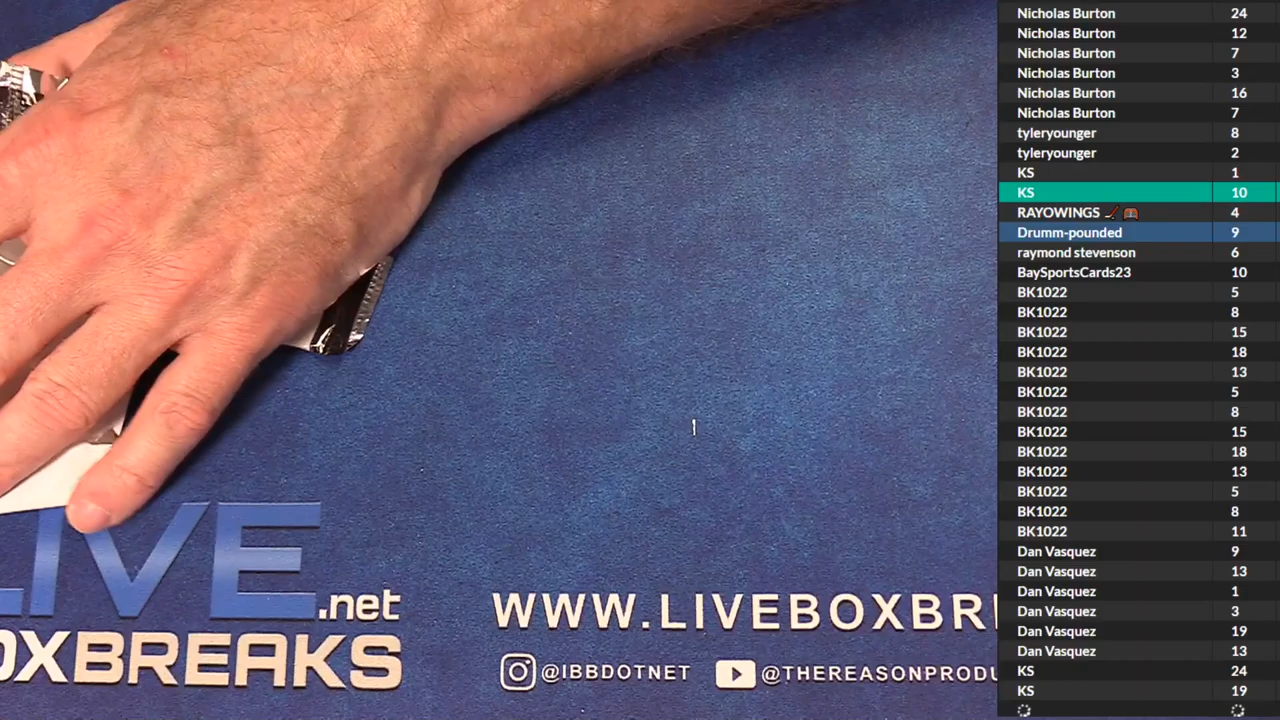 Nicholas Burton 24
Nicholas Burton 12
Nicholas Burton 7
Nicholas Burton 3
Nicholas Burton 16
Nicholas Burton 7
tyleryounger 8
tyleryounger 2
KS 1
KS 10
RAYOWINGS 4
Drumm-pounded 9
raymond stevenson 6
BaySportsCards23 10
BK1022 5
BK1022 8
BK1022 15
BK1022 18
BK1022 13
BK1022 5
BK1022 8
BK1022 15
BK1022 18
BK1022 13
BK1022 5
BK1022 8
BK1022 11
Dan Vasquez 9
Dan Vasquez 13
Dan Vasquez 1
Dan Vasquez 3
Dan Vasquez 19
Dan Vasquez 13
KS 24
KS 19
LIVE
.net
OXBREAKS
WWW.LIVEBOXBRE
@IBBDOTNET @THEREASONPRODU